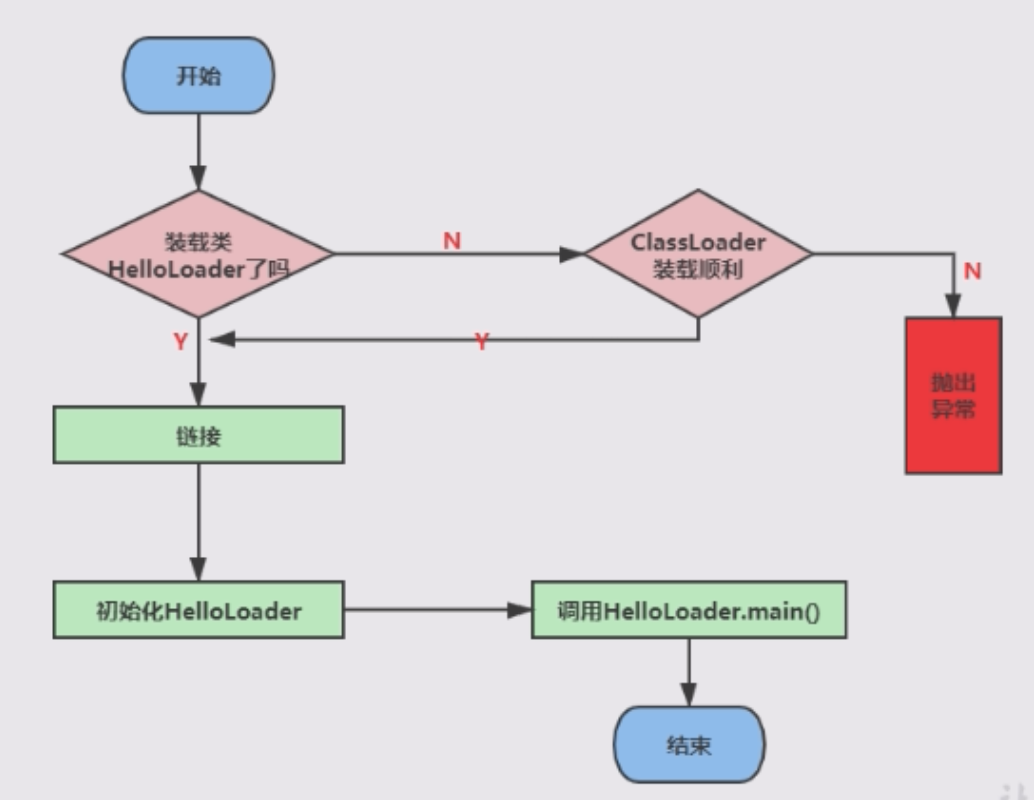 开始
装载类
HelloLoader了吗
N
ClassLoader
装载顺利
N
Y
Y
抛出
异常
链接
初始化HelloLoader
调用HelloLoader.main()
结束